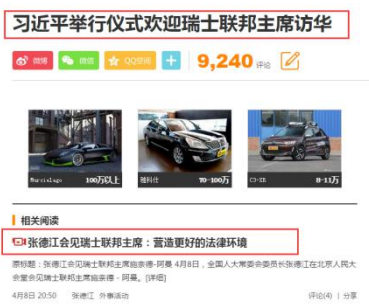 习近平举行仪式欢迎瑞士联邦主席访华
微博 微信 QQ空间 9,240 评论
Murcielago 100万以上 雅科仕 70-100万 C3-XR 8-11万
相关阅读
张德江会见瑞士联邦主席：营造更好的法律环境
原标题：张德江会见瑞士联邦主席施奈德-阿曼 4月8日，全国人大常委会委员长张德江在北京人民大
会堂会见瑞士联邦主席施奈德-阿曼。[详细]
4月8日 20:50 张德江 外事活动 评论(4) | 分享